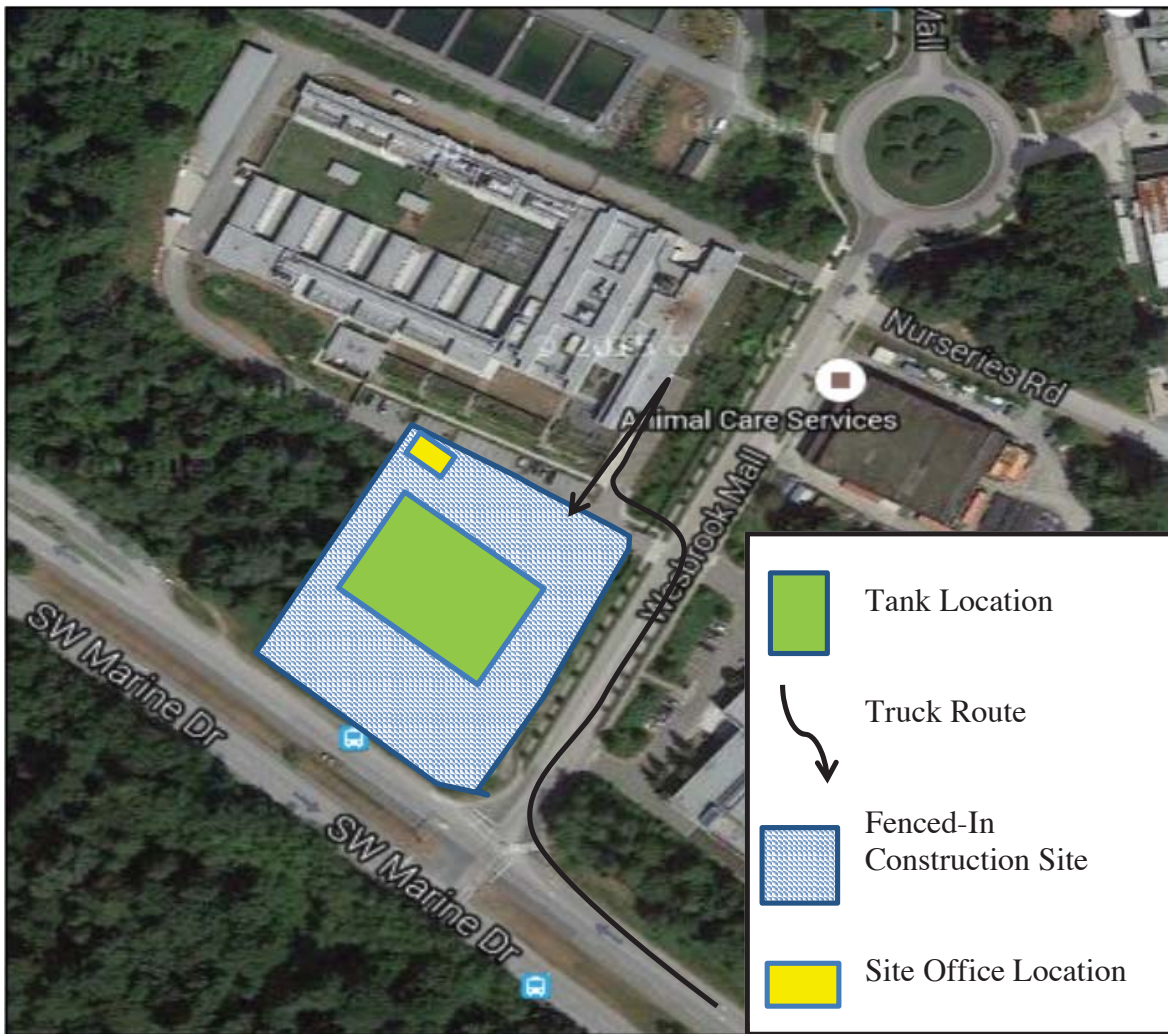 Mall
Nurseries Rd
Animal Care Services
Wesbrook Mall
SW Marine Dr
SW Marine Dr
Tank Location
Truck Route
Fenced-In
Construction Site
Site Office Location